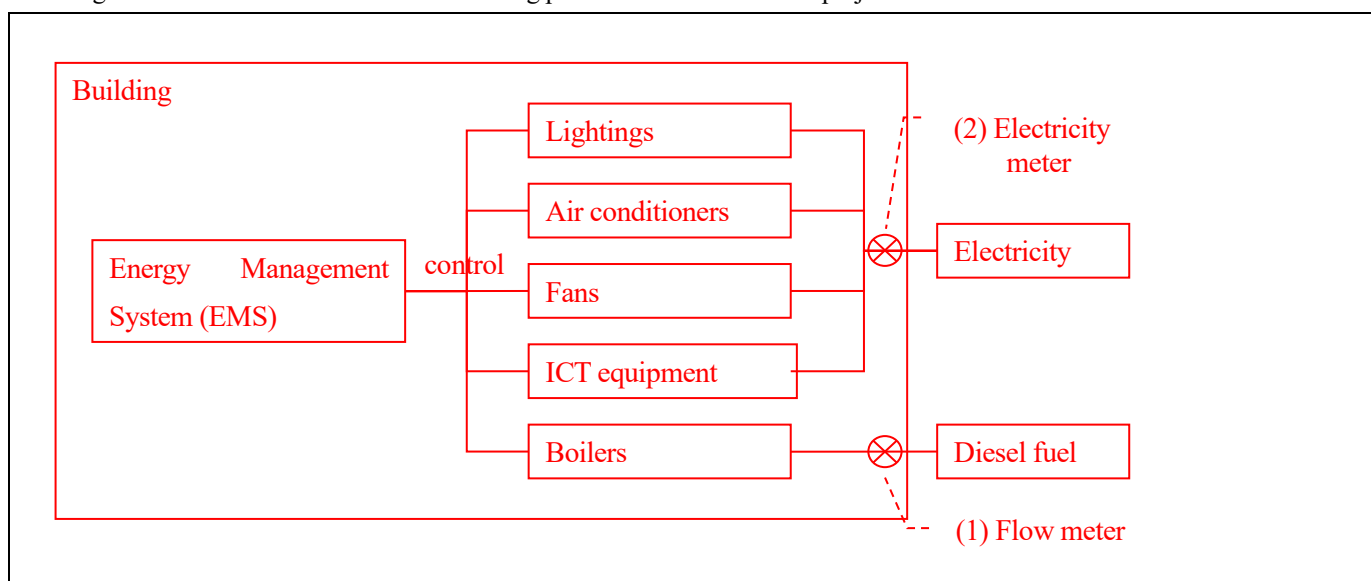 Building
Lightings
(2) Electricity
meter
Air conditioners
Energy Management
System (EMS)
control
Electricity
Fans
ICT equipment
Boilers
Diesel fuel
(1) Flow meter